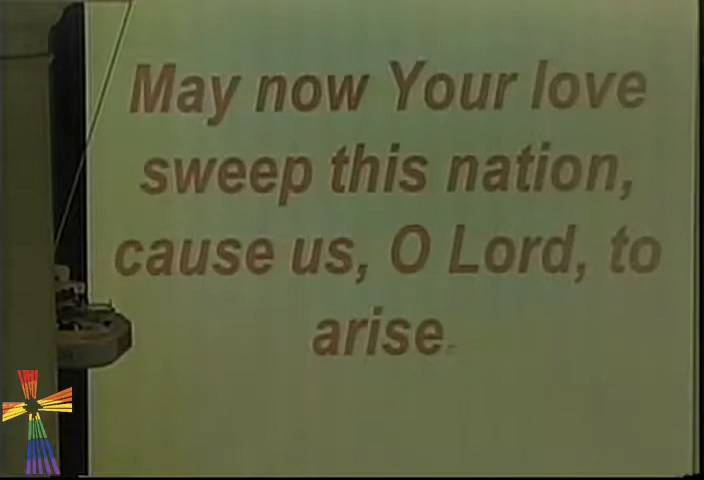 May now Your love
sweep this nation,
cause us, O Lord, to
arise.